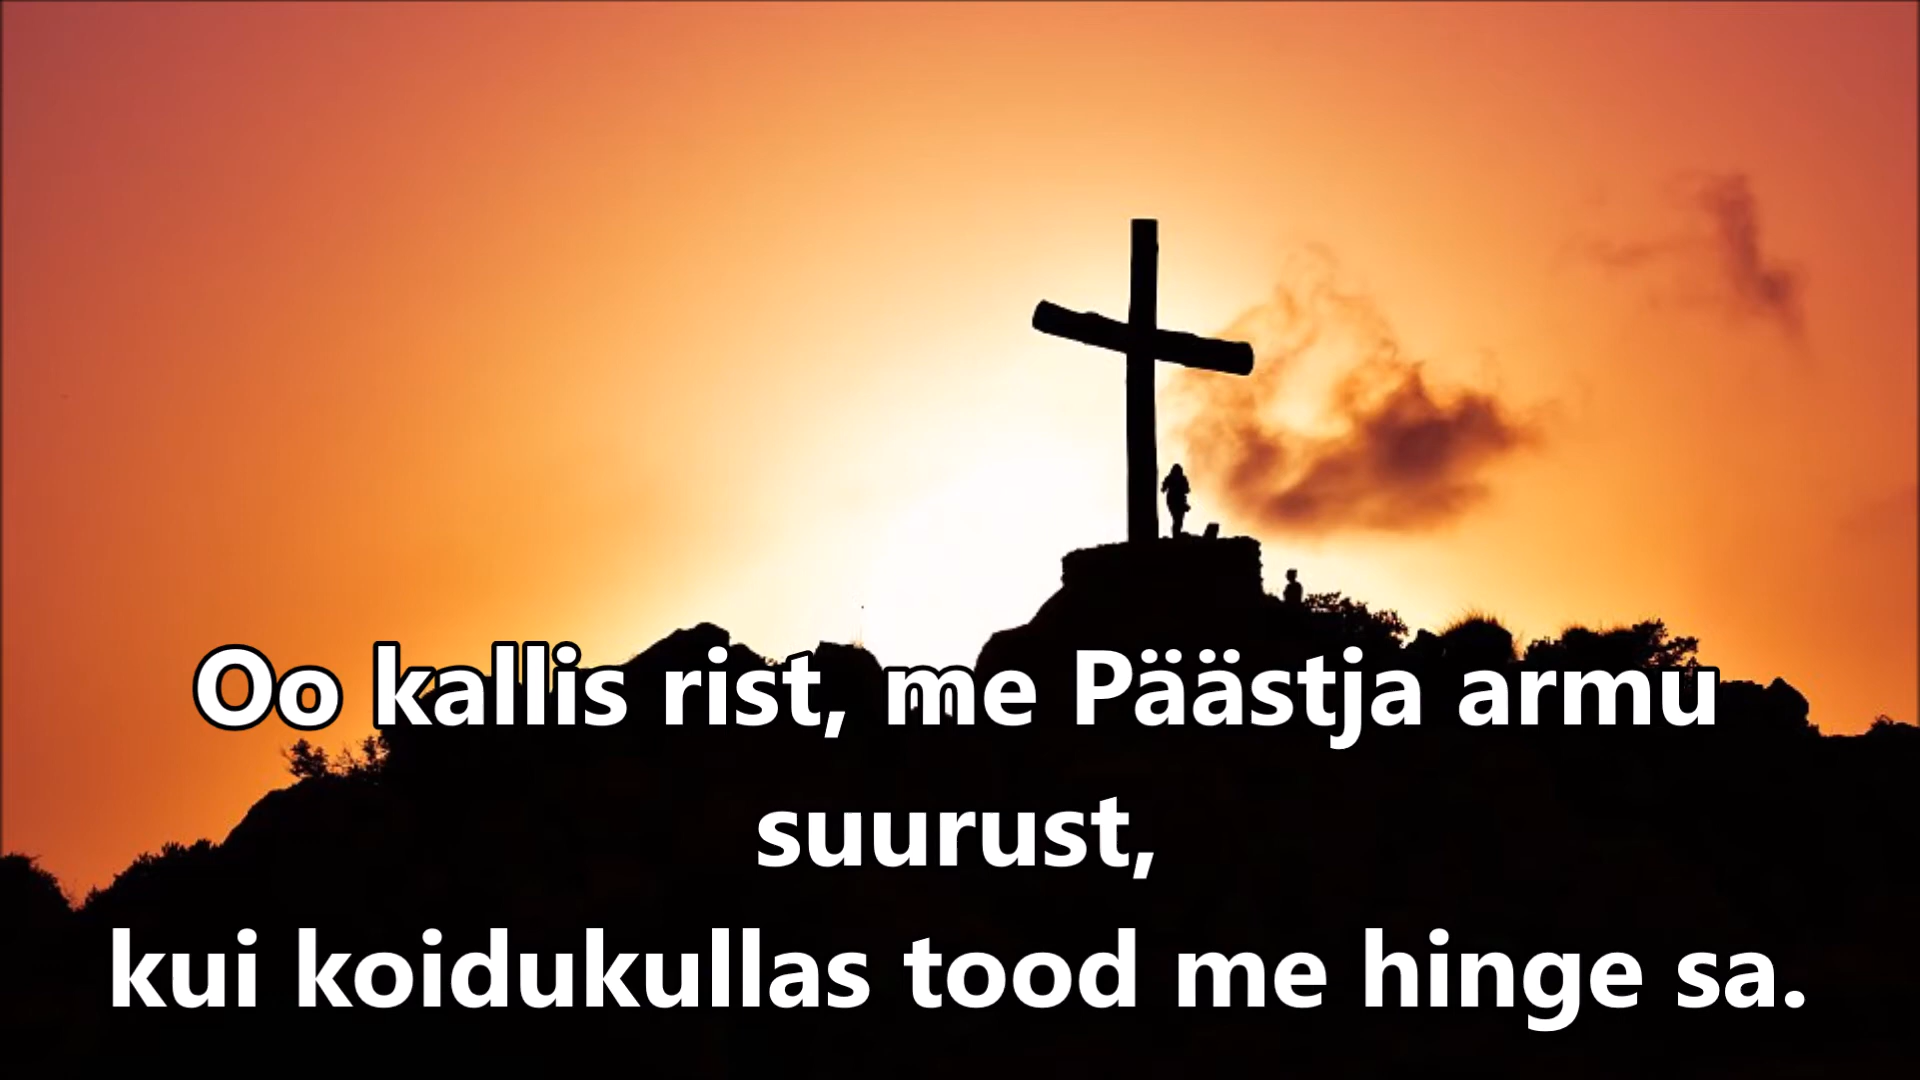 Oo kallis rist, me Päästja armu
suurust,
kui koidukullas tood me hinge sa.